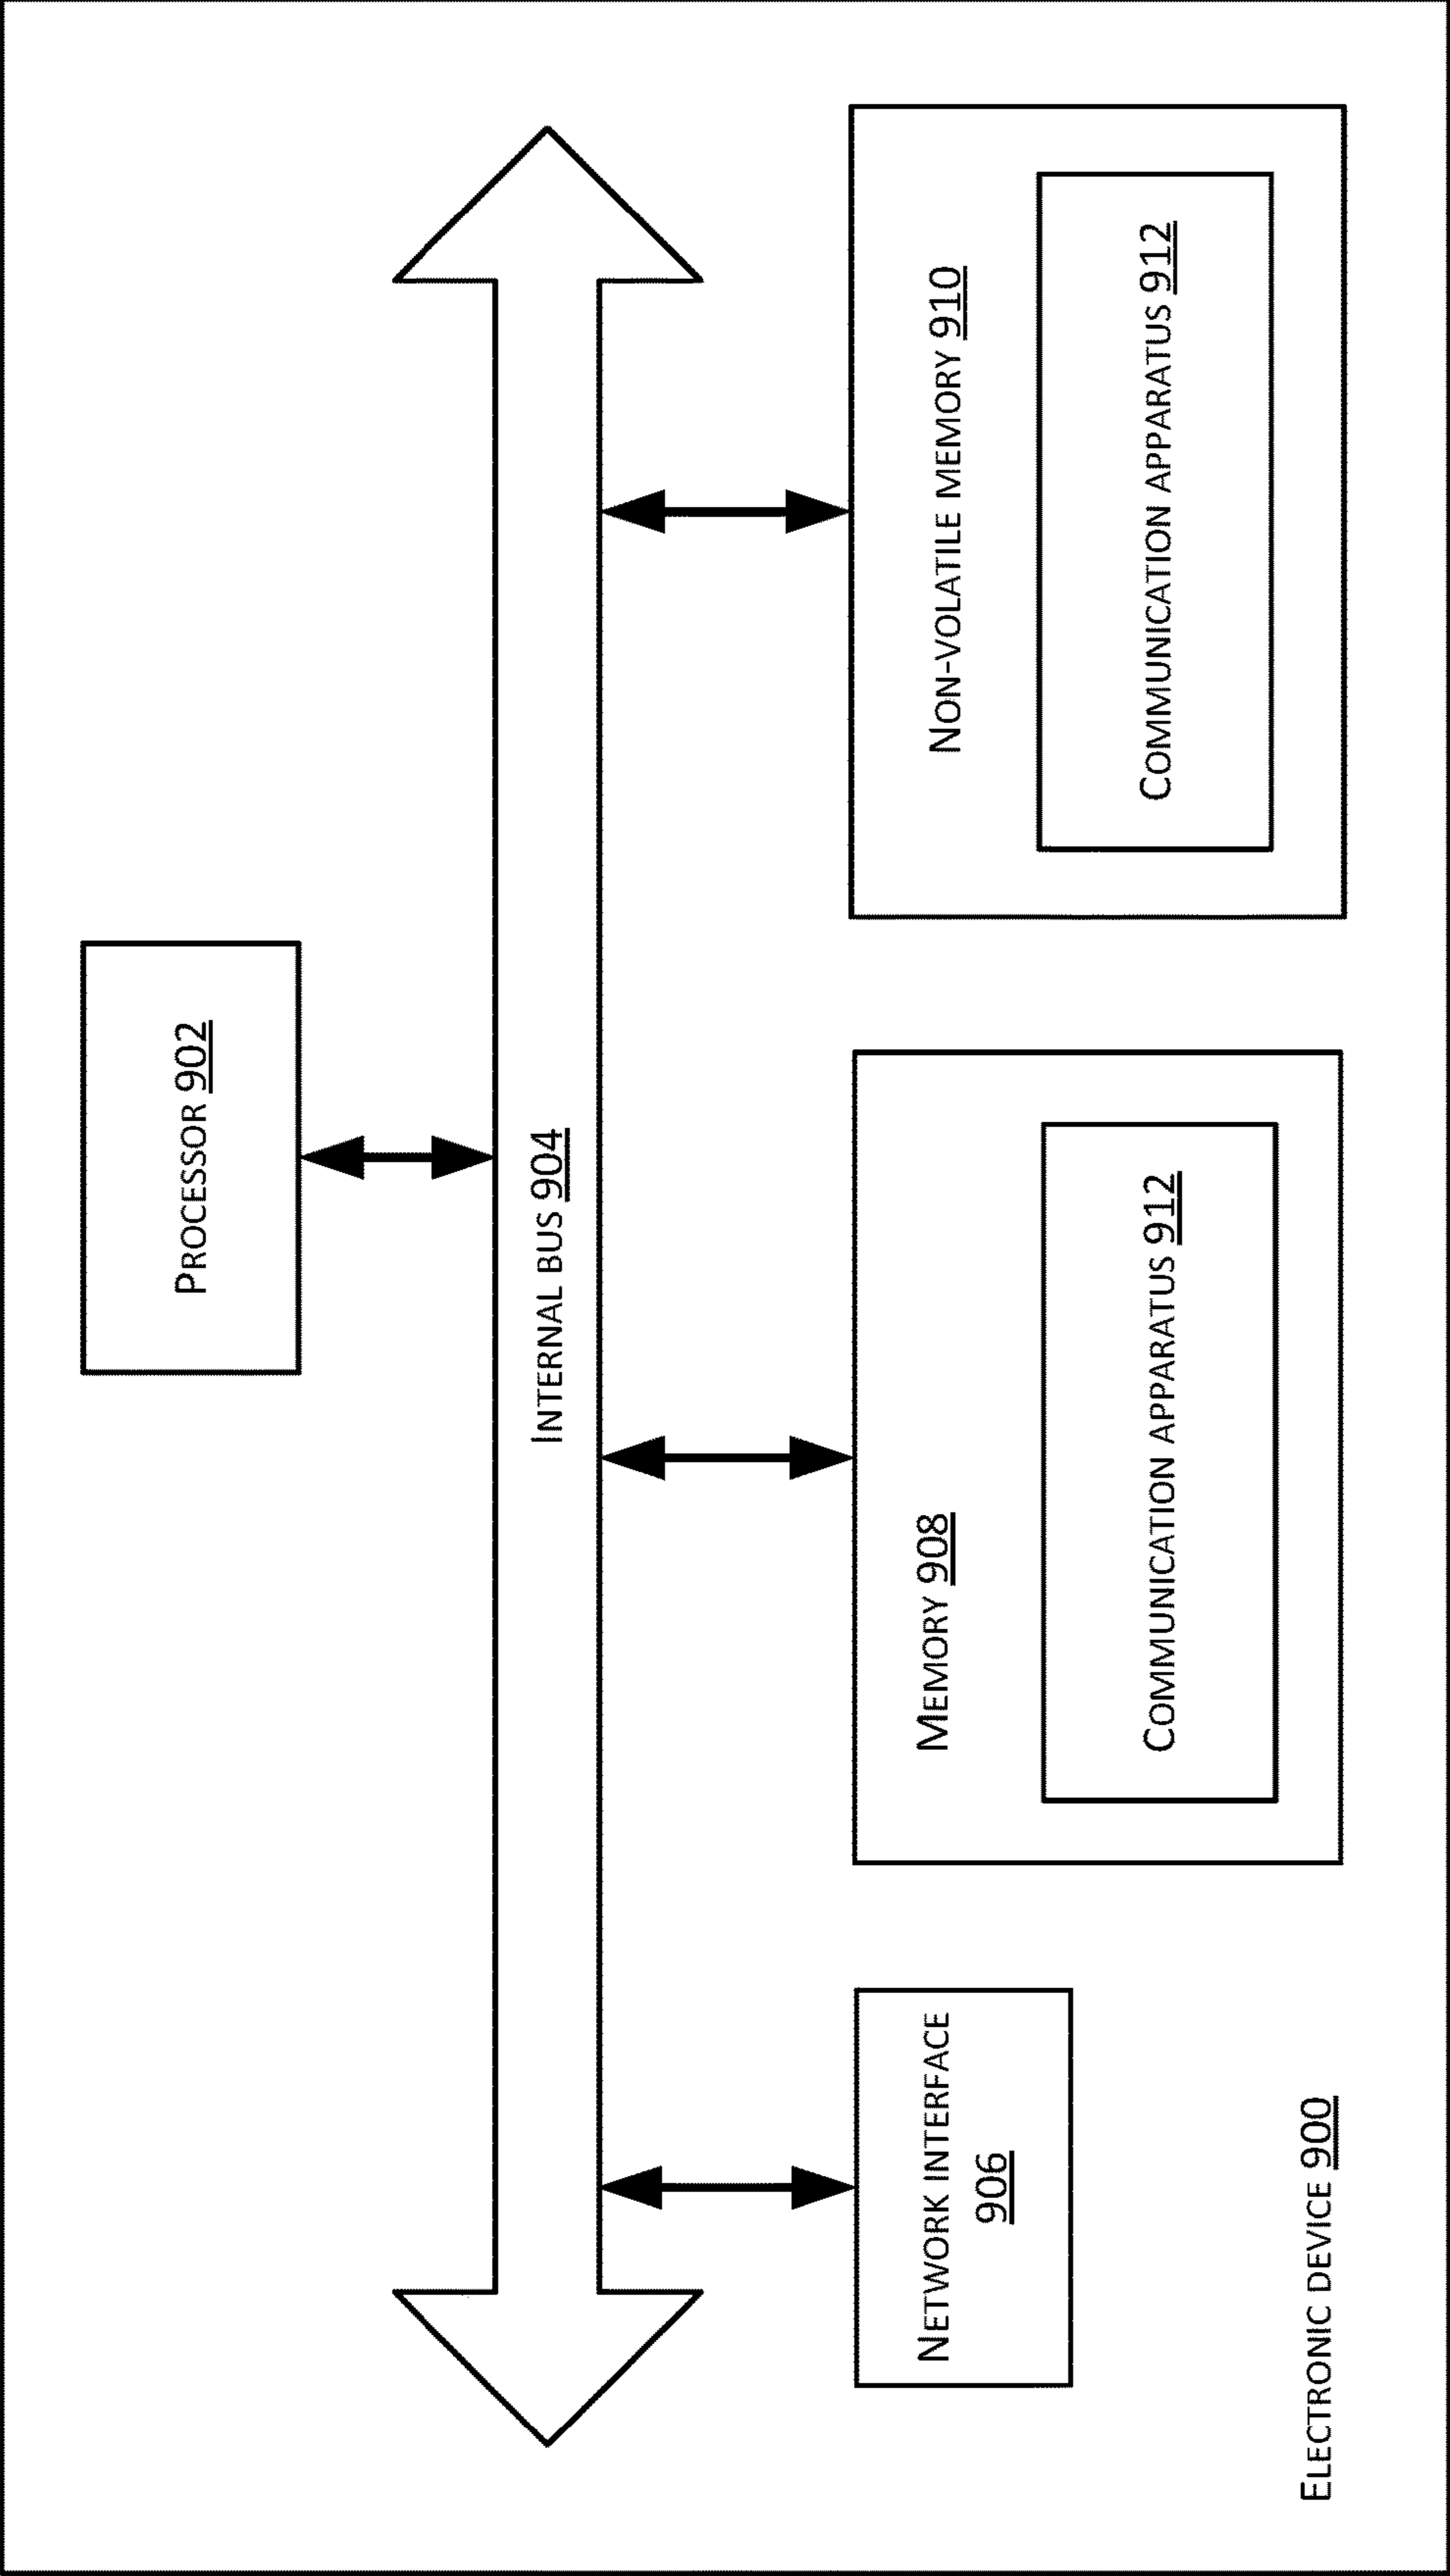 PROCESSOR 902
INTERNAL BUS 904
NETWORK INTERFACE
906
MEMORY 908
COMMUNICATION APPARATUS 912
NON-VOLATILE MEMORY 910
COMMUNICATION APPARATUS 912
ELECTRONIC DEVICE 900